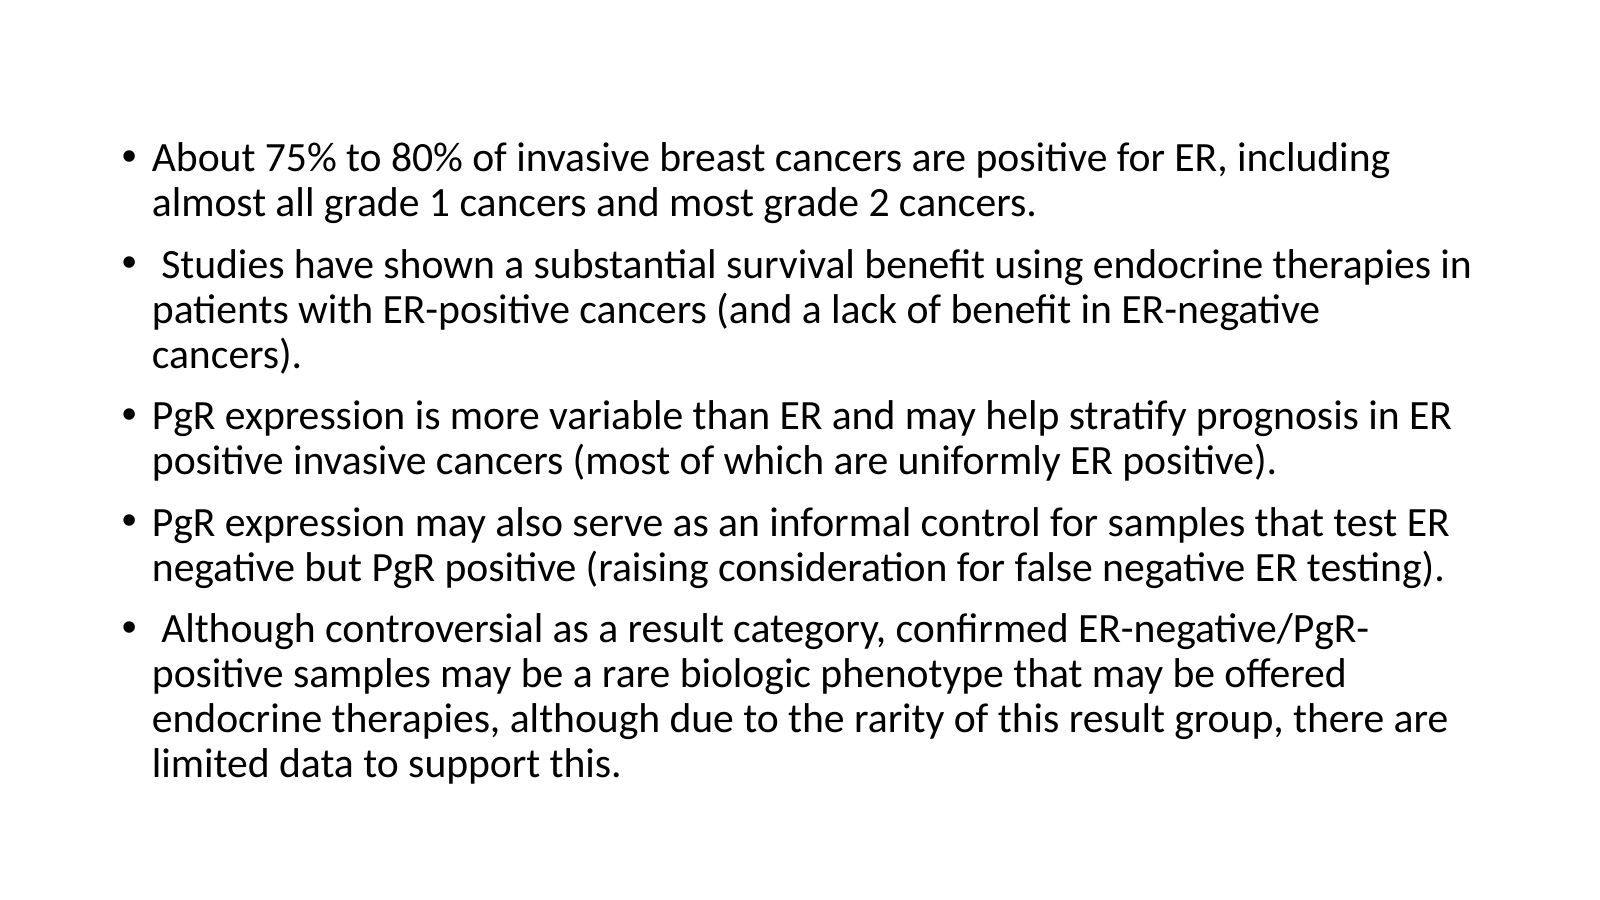 • About 75% to 80% of invasive breast cancers are positive for ER, including
almost all grade 1 cancers and most grade 2 cancers.
• Studies have shown a substantial survival benefit using endocrine therapies in
patients with ER-positive cancers (and a lack of benefit in ER-negative
cancers).
• PgR expression is more variable than ER and may help stratify prognosis in ER
positive invasive cancers (most of which are uniformly ER positive).
• PgR expression may also serve as an informal control for samples that test ER
negative but PgR positive (raising consideration for false negative ER testing).
• Although controversial as a result category, confirmed ER-negative/PgR-
positive samples may be a rare biologic phenotype that may be offered
endocrine therapies, although due to the rarity of this result group, there are
limited data to support this.